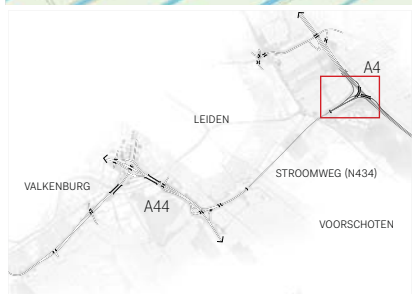 A4
LEIDEN
STROOMWEG (N434)
VALKENBURG
A44
VOORSCHOTEN